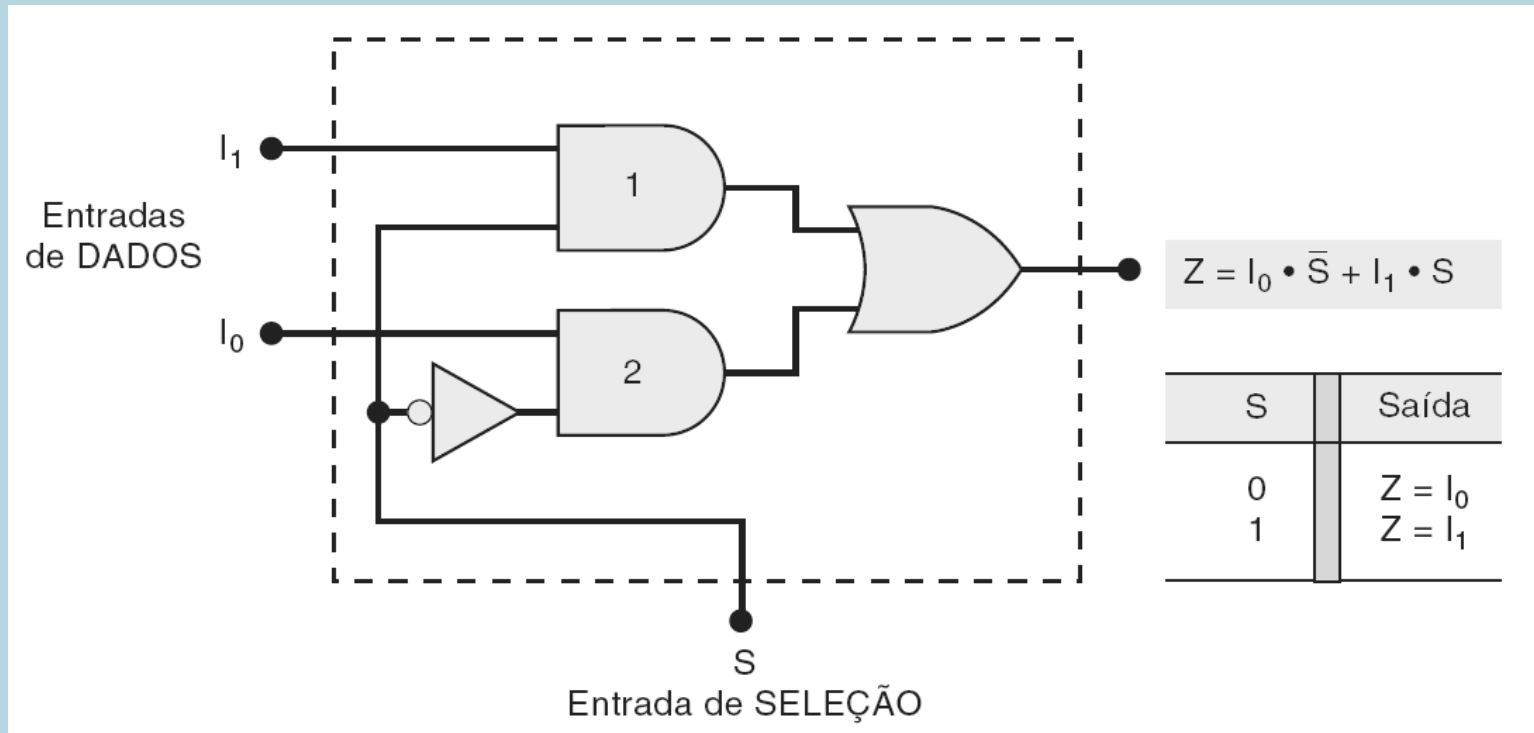 I₁
1
Entradas
de DADOS
Z = I₀ • S̅ + I₁ • S
I₀
2
S Saída
0 Z = I₀
1 Z = I₁
S
Entrada de SELEÇÃO